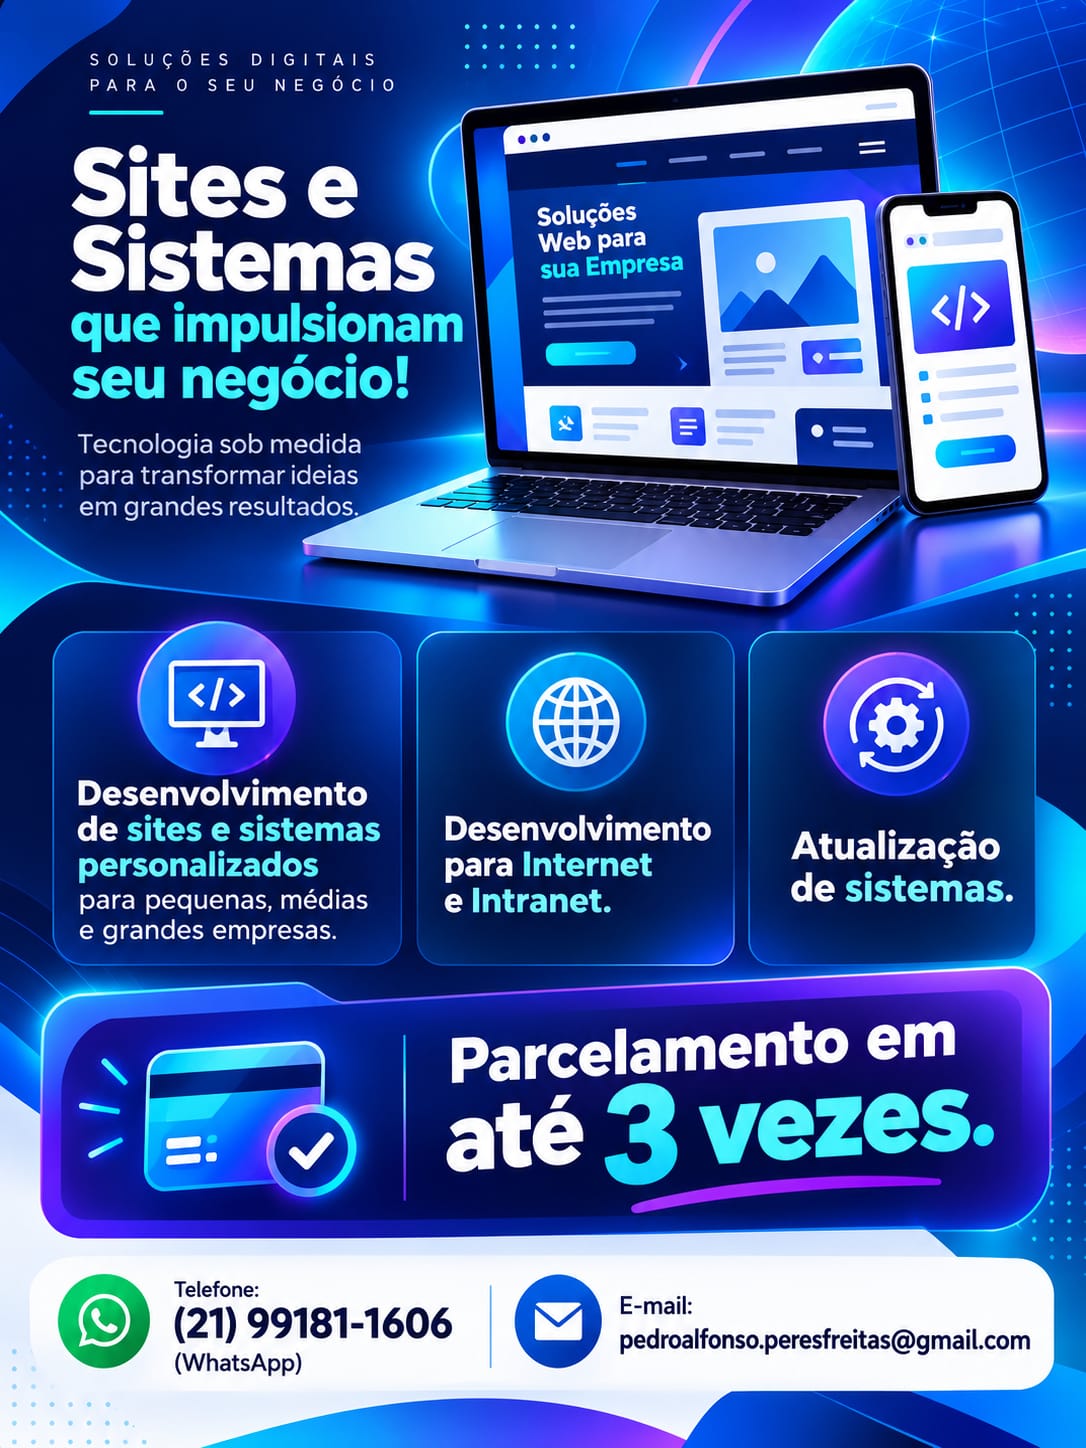 SOLUÇÕES DIGITAIS
PARA O SEU NEGÓCIO
Sites e
Sistemas
que impulsionam
seu negócio!
Tecnologia sob medida
para transformar ideias
em grandes resultados.
Soluções
Web para
sua Empresa
</>
</>
Desenvolvimento
de sites e sistemas
personalizados
para pequenas, médias
e grandes empresas.
Desenvolvimento
para Internet
e Intranet.
Atualização
de sistemas.
Parcelamento em
até 3 vezes.
Telefone:
(21) 99181-1606
(WhatsApp)
E-mail:
pedroalfonso.peresfreitas@gmail.com